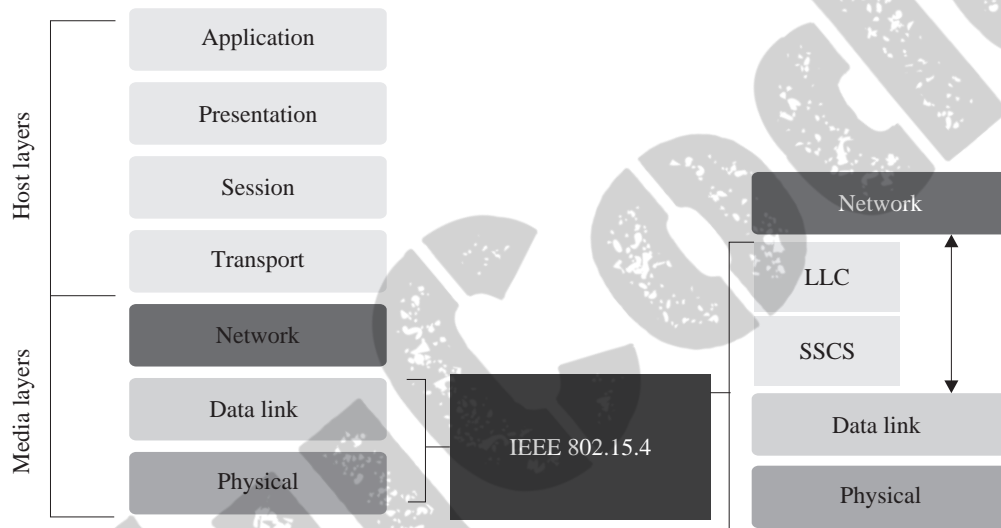 Host layers
Media layers
Application
Presentation
Session
Transport
Network
Data link
Physical
IEEE 802.15.4
Network
LLC
SSCS
Data link
Physical